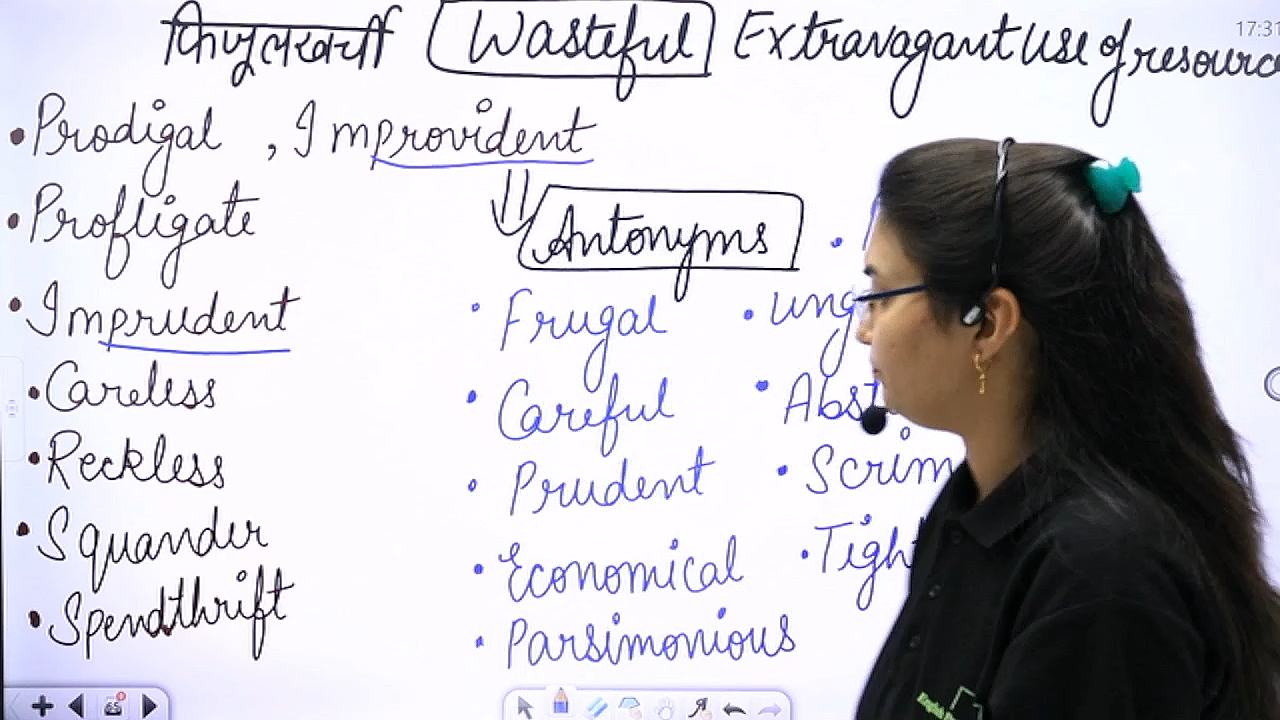 फिजूलखर्ची Wasteful Extravagant use of
17:31
• Prodigal , Improvident
• Profligate
Antonyms
• Imprudent
• Frugal
• Careless
• Careful
• Reckless
• Prudent
• Squander
• Economical
• Spendthrift
• Parsimonious